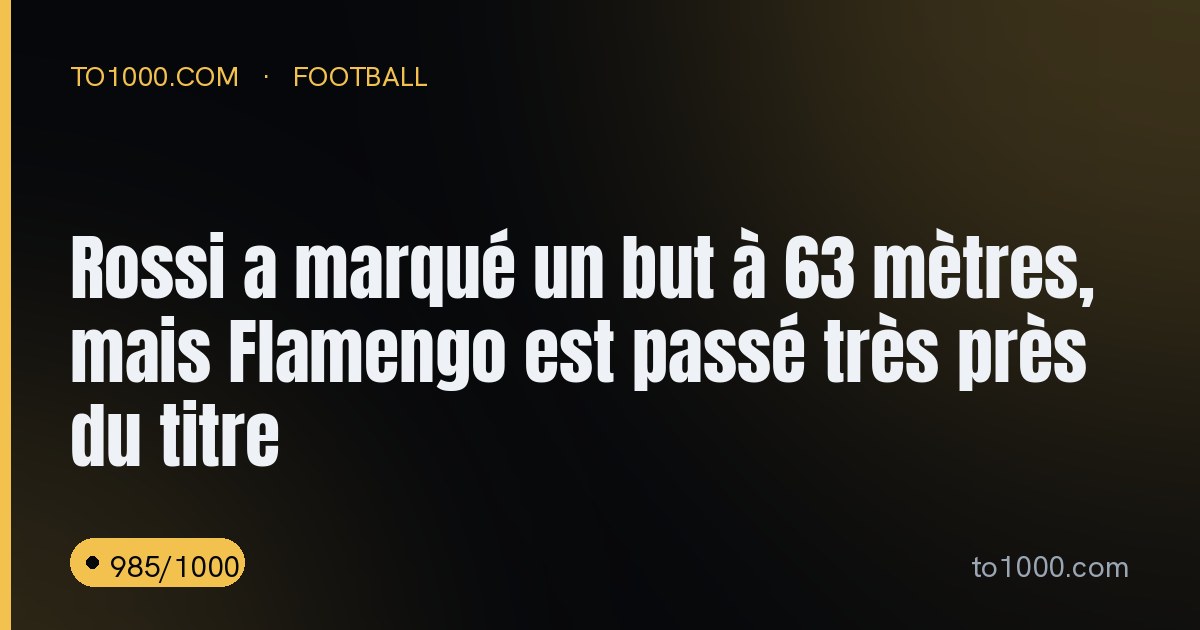 TO1000.COM · FOOTBALL
Rossi a marqué un but à 63 mètres,
mais Flamengo est passé très près
du titre
985/1000
to1000.com